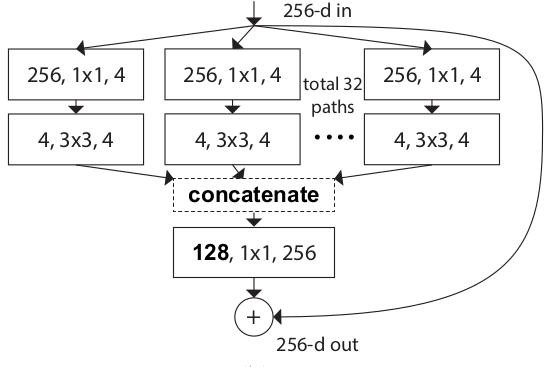 256-d in
256, 1x1, 4
256, 1x1, 4
256, 1x1, 4
total 32
paths
4, 3x3, 4
4, 3x3, 4
....
4, 3x3, 4
concatenate
128, 1x1, 256
+
256-d out